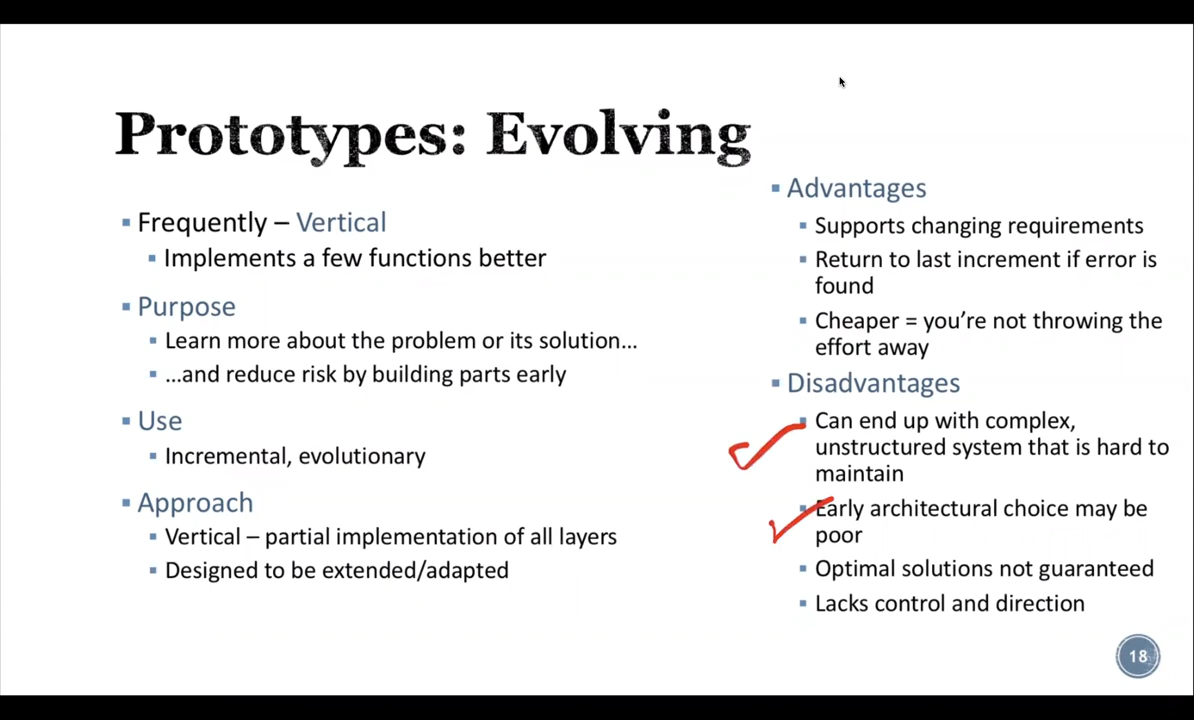 Prototypes: Evolving
▪ Frequently – Vertical
▪ Implements a few functions better
▪ Purpose
▪ Learn more about the problem or its solution…
▪ …and reduce risk by building parts early
▪ Use
▪ Incremental, evolutionary
▪ Approach
▪ Vertical – partial implementation of all layers
▪ Designed to be extended/adapted
▪ Advantages
▪ Supports changing requirements
▪ Return to last increment if error is
found
▪ Cheaper = you’re not throwing the
effort away
▪ Disadvantages
▪ Can end up with complex,
unstructured system that is hard to
maintain
▪ Early architectural choice may be
poor
▪ Optimal solutions not guaranteed
▪ Lacks control and direction
18